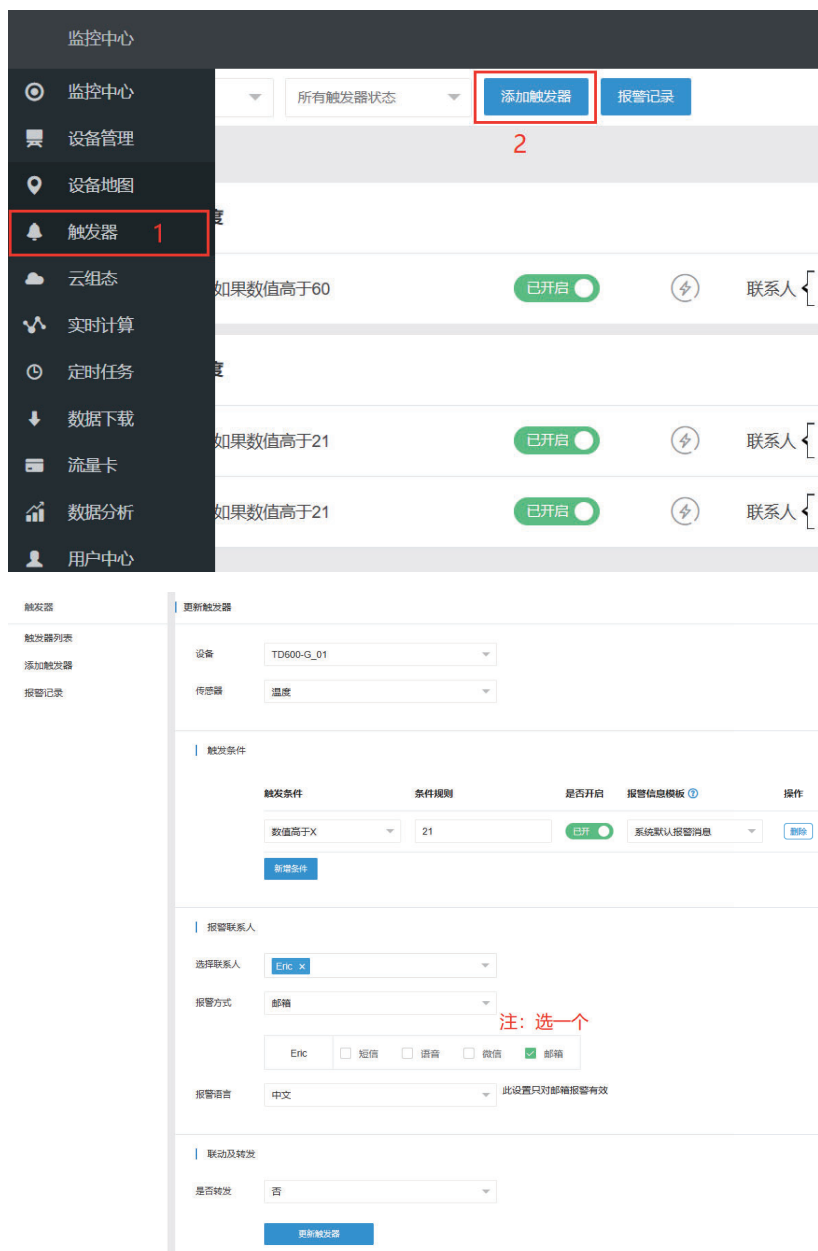 监控中心
监控中心
所有触发器状态
添加触发器
报警记录
2
设备管理
设备地图
度
触发器
1
云组态
如果数值高于60
已开启
联系人
实时计算
定时任务
度
数据下载
如果数值高于21
已开启
联系人
流量卡
数据分析
如果数值高于21
已开启
联系人
用户中心
触发器
更新触发器
触发器列表
添加触发器
报警记录
设备
TD600-G_01
传感器
温度
触发条件
触发条件
条件规则
是否开启
报警信息模板
操作
数值高于X
21
已开
系统默认报警消息
删除
新增条件
报警联系人
选择联系人
Eric ×
报警方式
邮箱
注：选一个
Eric
短信
语音
微信
邮箱
报警语言
中文
此设置只对邮箱报警有效
联动及转发
是否转发
否
更新触发器